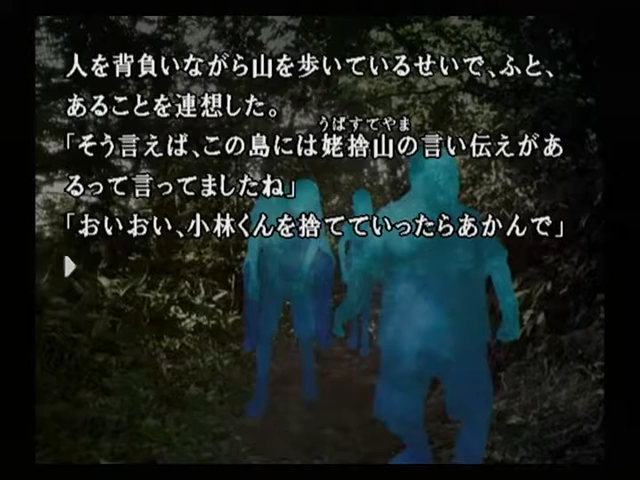 人を背負いながら山を歩いているせいで、ふと、
あることを連想した。
うばすてやま
「そう言えば、この島には姥捨山の言い伝えがあ
るって言ってましたね」
「おいおい、小林くんを捨てていったらあかんで」